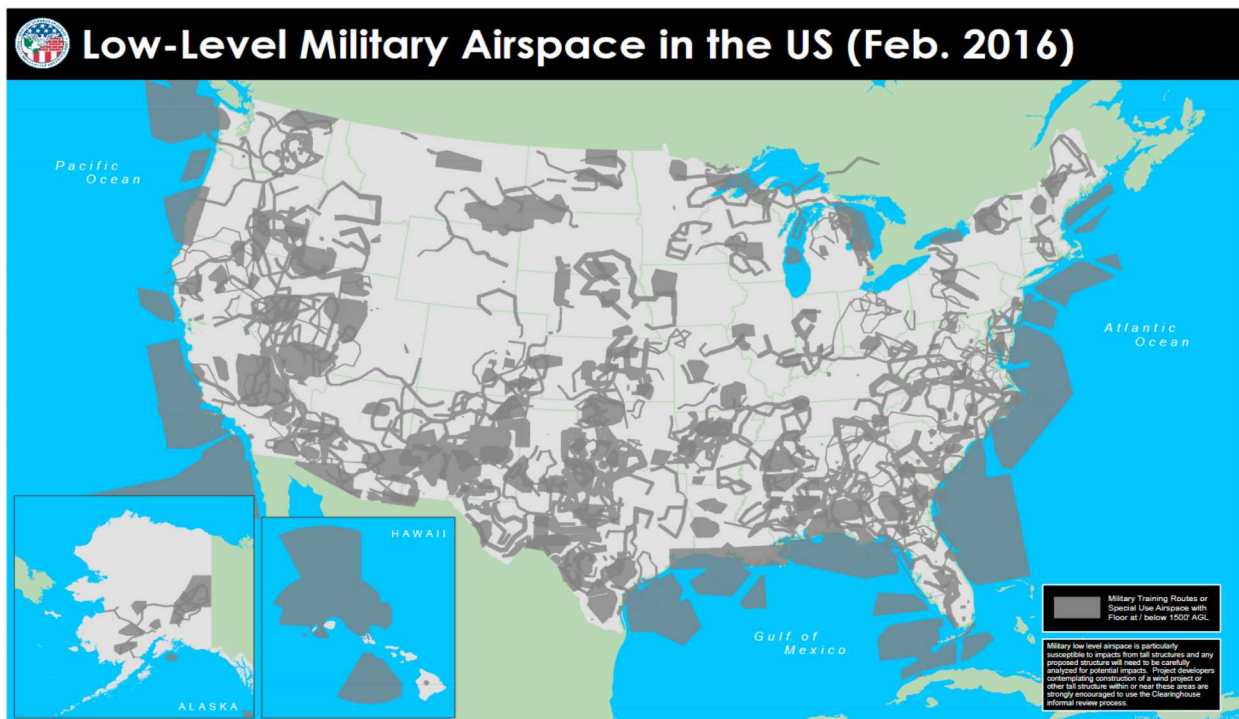 Low-Level Military Airspace in the US (Feb. 2016)
Pacific
Ocean
Atlantic
Ocean
HAWAII
Gulf of
Mexico
ALASKA
Military Training Routes or
Special Use Airspace with
Floor at / below 1500' AGL
Military low level airspace is particularly
susceptible to impacts from tall structures and any
proposed structure will need to be carefully
analyzed for potential impacts. Project developers
contemplating construction of a wind project or
other tall structure within or near these areas are
strongly encouraged to use the Clearinghouse
informal review process.